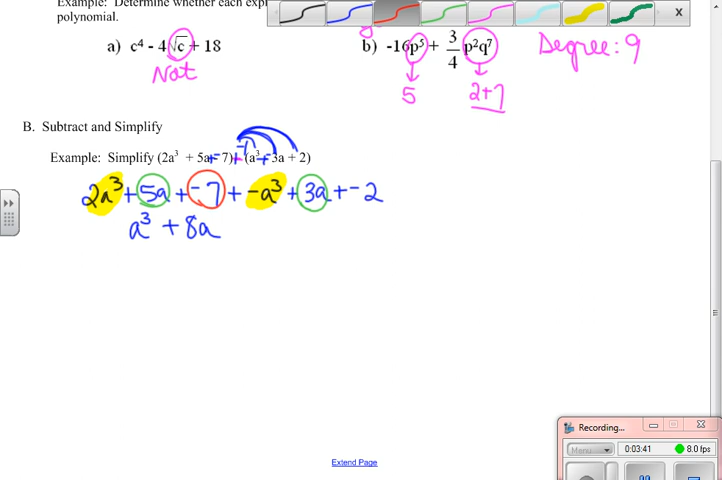 Example: Determine whether each exp
polynomial.
a) c⁴ - 4√c + 18
b) -16p⁵ + 3/4 p²q⁷
Degree: 9
Not
5
2+7
B. Subtract and Simplify
-1
Example: Simplify (2a³ + 5a - 7) - (a³ - 3a + 2)
2a³ + 5a + -7 + -a³ + 3a + -2
a³ + 8a
Extend Page
Recording...
Menu
0:03:41
8.0 fps